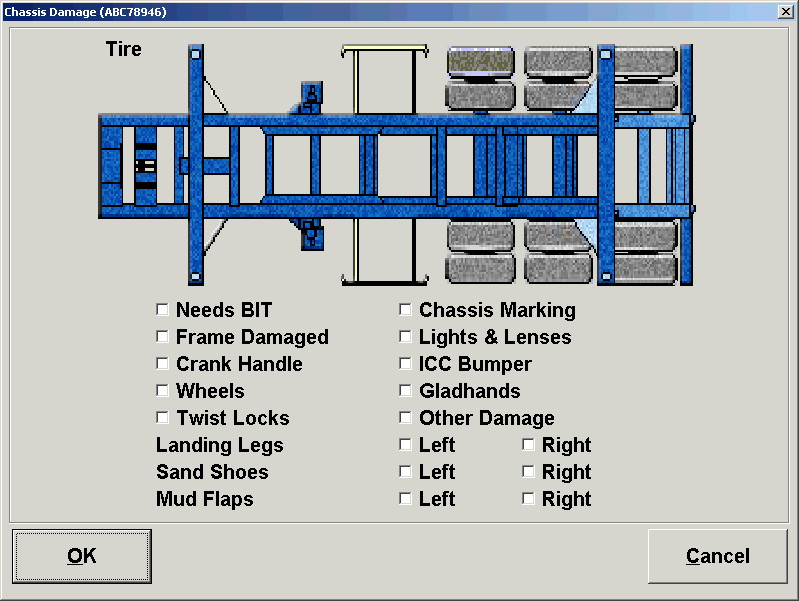 Chassis Damage (ABC78946)
Tire
Needs BIT Chassis Marking
Frame Damaged Lights & Lenses
Crank Handle ICC Bumper
Wheels Gladhands
Twist Locks Other Damage
Landing Legs Left Right
Sand Shoes Left Right
Mud Flaps Left Right
OK Cancel